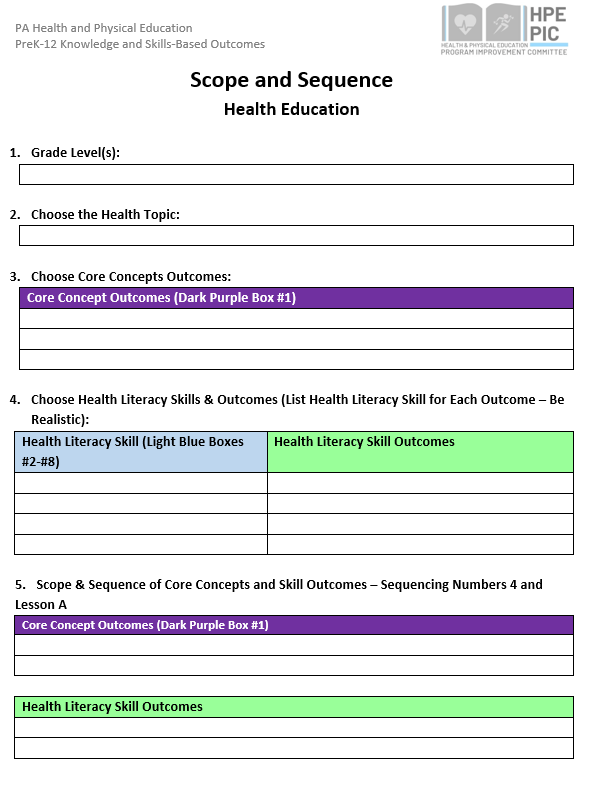 PA Health and Physical Education
PreK-12 Knowledge and Skills-Based Outcomes
HPE
PIC
HEALTH & PHYSICAL EDUCATION
PROGRAM IMPROVEMENT COMMITTEE
Scope and Sequence
Health Education
1. Grade Level(s):
2. Choose the Health Topic:
3. Choose Core Concepts Outcomes:
Core Concept Outcomes (Dark Purple Box #1)
4. Choose Health Literacy Skills & Outcomes (List Health Literacy Skill for Each Outcome – Be
Realistic):
Health Literacy Skill (Light Blue Boxes
#2-#8)
Health Literacy Skill Outcomes
5. Scope & Sequence of Core Concepts and Skill Outcomes – Sequencing Numbers 4 and
Lesson A
Core Concept Outcomes (Dark Purple Box #1)
Health Literacy Skill Outcomes